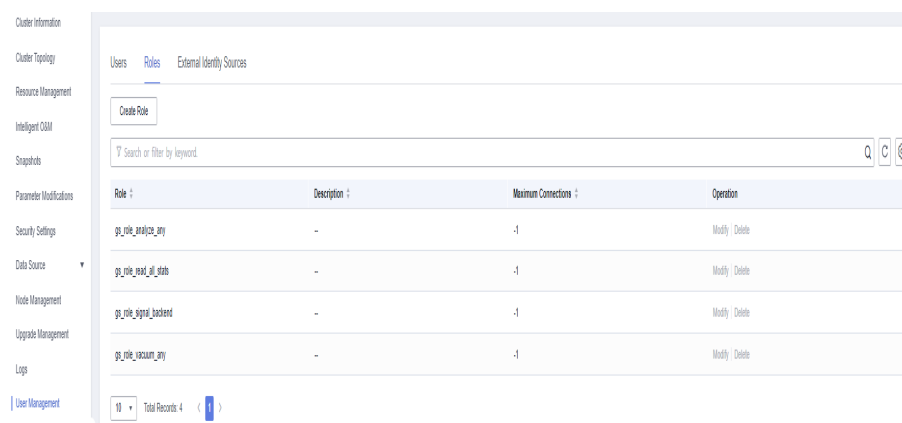 Cluster Information
Cluster Topology
Resource Management
Intelligent O&M
Snapshots
Parameter Modifications
Security Settings
Data Source
Node Management
Upgrade Management
Logs
User Management
Users Roles External Identity Sources
Create Role
Search or filter by keyword.
Role Description Maximum Connections Operation
gs_role_analyze_any -- -1 Modify | Delete
gs_role_read_all_stats -- -1 Modify | Delete
gs_role_signal_backend -- -1 Modify | Delete
gs_role_vacuum_any -- -1 Modify | Delete
10 Total Records: 4 < 1 >